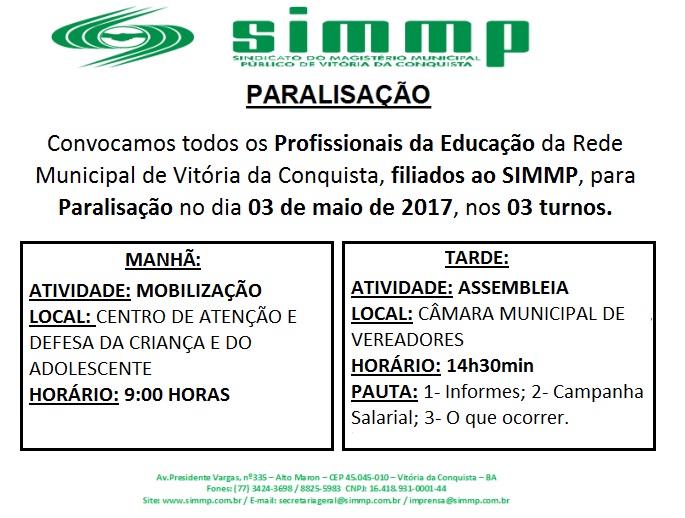 simmp
SINDICATO DO MAGISTÉRIO MUNICIPAL
PÚBLICO DE VITÓRIA DA CONQUISTA
PARALISAÇÃO
Convocamos todos os Profissionais da Educação da Rede
Municipal de Vitória da Conquista, filiados ao SIMMP, para
Paralisação no dia 03 de maio de 2017, nos 03 turnos.
MANHÃ:
ATIVIDADE: MOBILIZAÇÃO
LOCAL: CENTRO DE ATENÇÃO E
DEFESA DA CRIANÇA E DO
ADOLESCENTE
HORÁRIO: 9:00 HORAS
TARDE:
ATIVIDADE: ASSEMBLEIA
LOCAL: CÂMARA MUNICIPAL DE
VEREADORES
HORÁRIO: 14h30min
PAUTA: 1- Informes; 2- Campanha
Salarial; 3- O que ocorrer.
Av.Presidente Vargas, nº335 – Alto Maron – CEP 45.045-010 – Vitória da Conquista – BA
Fones: (77) 3424-3698 / 8825-5983 CNPJ: 16.418.931-0001-44
Site: www.simmp.com.br / E-mail: secretariageral@simmp.com.br / imprensa@simmp.com.br